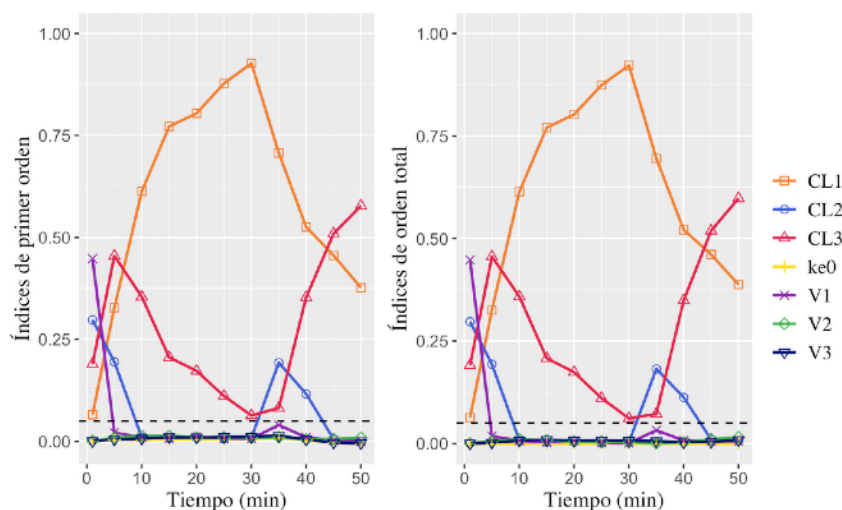 Índices de primer orden
1.00
0.75
0.50
0.25
0.00
0 10 20 30 40 50
Tiempo (min)
Índices de orden total
1.00
0.75
0.50
0.25
0.00
0 10 20 30 40 50
Tiempo (min)
CL1
CL2
CL3
ke0
V1
V2
V3